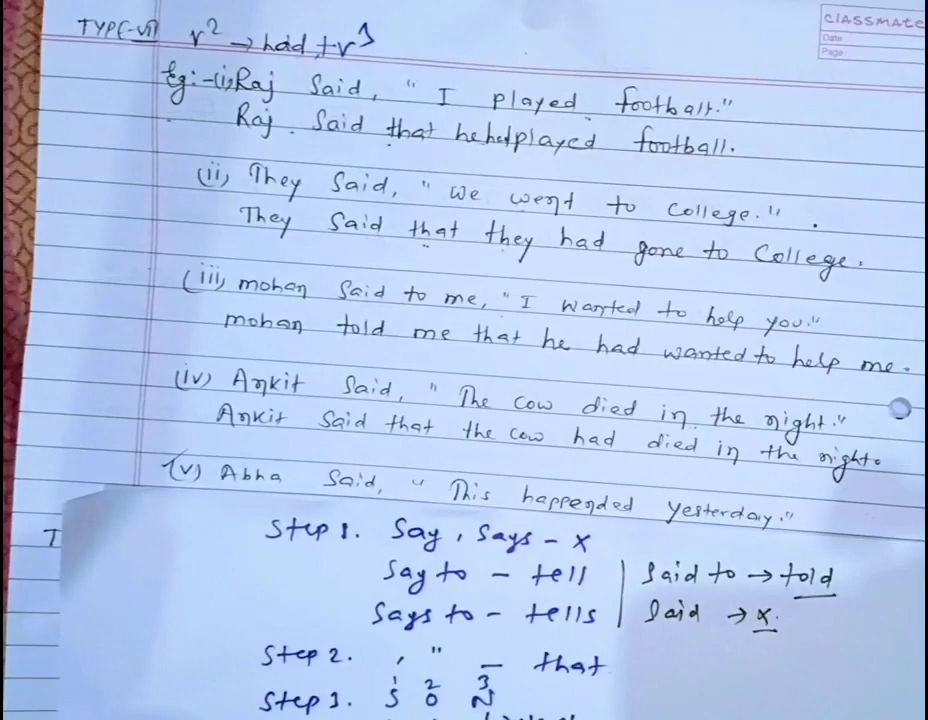 CLASSMATE
Date
Page
TYPE-VII v² → had + v³
Eg:-(i) Raj Said, " I played football."
Raj Said that he had played football.
(ii) They Said, " we went to College."
They Said that they had gone to College.
(iii) mohan Said to me, " I wanted to help you."
mohan told me that he had wanted to help me.
(iv) Ankit Said, " The cow died in the night."
Ankit Said that the cow had died in the night.
(v) Abha Said, " This happended yesterday."
T
Step 1. Say, Says - x
Say to - tell | Said to → told
Says to - tells | Said → x.
Step 2. , " — that
1 2 3
Step 3. S O N